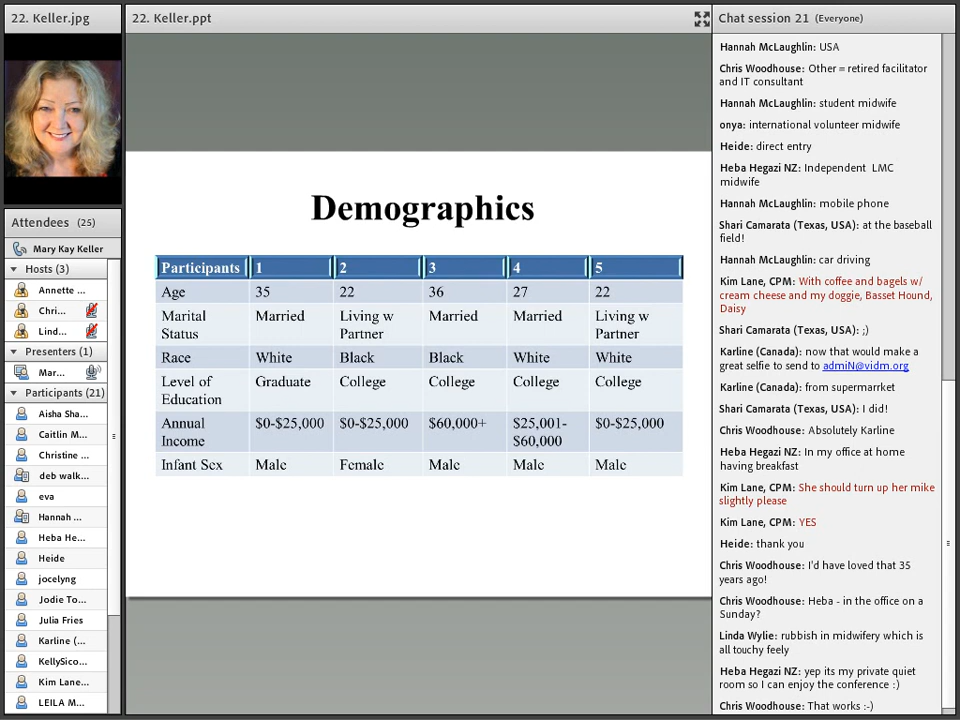 22. Keller.jpg
22. Keller.ppt
Chat session 21 (Everyone)
Attendees (25)
Mary Kay Keller
Hosts (3)
Annette ...
Chri...
Lind...
Presenters (1)
Mar...
Participants (21)
Aisha Sha...
Caitlin M...
Christine ...
deb walk...
eva
Hannah ...
Heba He...
Heide
jocelyng
Jodie To...
Julia Fries
Karline (...
KellySico...
Kim Lane...
LEILA M...
Demographics
Participants 1 2 3 4 5
Age 35 22 36 27 22
Marital Status Married Living w Partner Married Married Living w Partner
Race White Black Black White White
Level of Education Graduate College College College College
Annual Income $0-$25,000 $0-$25,000 $60,000+ $25,001-$60,000 $0-$25,000
Infant Sex Male Female Male Male Male
Hannah McLaughlin: USA
Chris Woodhouse: Other = retired facilitator
and IT consultant
Hannah McLaughlin: student midwife
onya: international volunteer midwife
Heide: direct entry
Heba Hegazi NZ: Independent LMC
midwife
Hannah McLaughlin: mobile phone
Shari Camarata (Texas, USA): at the baseball
field!
Hannah McLaughlin: car driving
Kim Lane, CPM: With coffee and bagels w/
cream cheese and my doggie, Basset Hound,
Daisy
Shari Camarata (Texas, USA): ;)
Karline (Canada): now that would make a
great selfie to send to admiN@vidm.org
Karline (Canada): from supermarrket
Shari Camarata (Texas, USA): I did!
Chris Woodhouse: Absolutely Karline
Heba Hegazi NZ: In my office at home
having breakfast
Kim Lane, CPM: She should turn up her mike
slightly please
Kim Lane, CPM: YES
Heide: thank you
Chris Woodhouse: I'd have loved that 35
years ago!
Chris Woodhouse: Heba - in the office on a
Sunday?
Linda Wylie: rubbish in midwifery which is
all touchy feely
Heba Hegazi NZ: yep its my private quiet
room so I can enjoy the conference :)
Chris Woodhouse: That works :-)